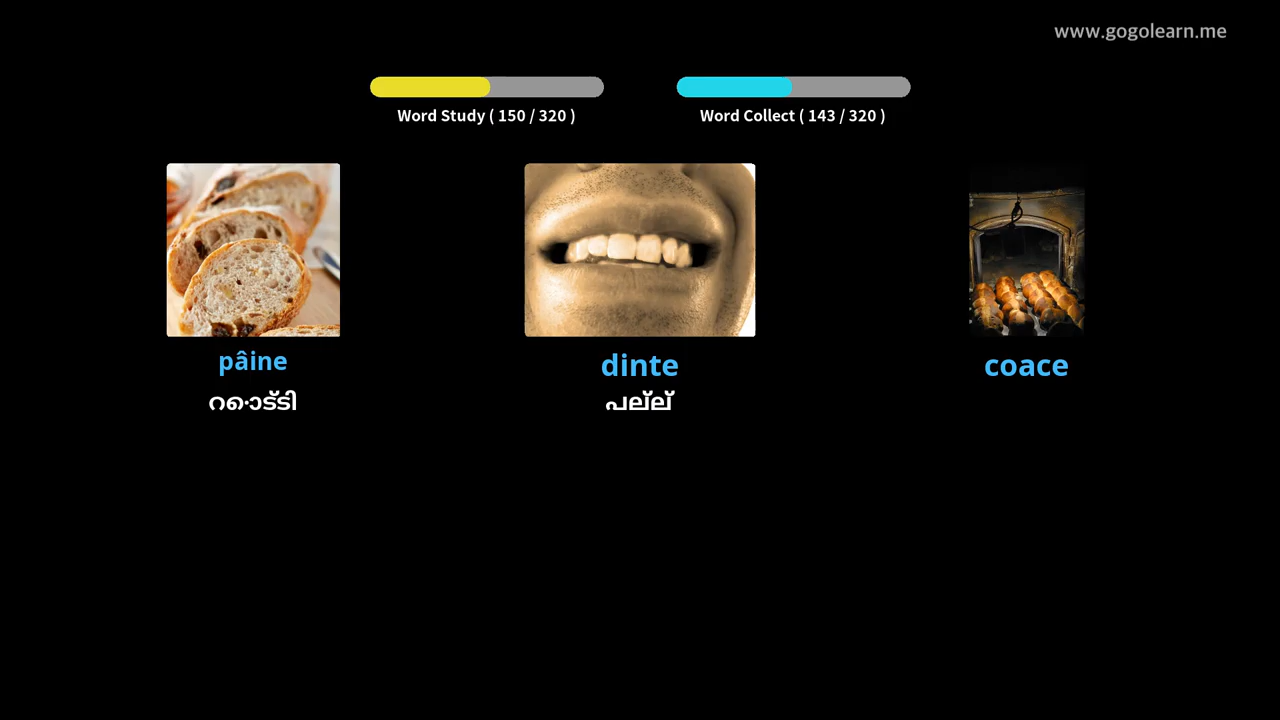 www.gogolearn.me
Word Study ( 150 / 320 )
Word Collect ( 143 / 320 )
pâine
dinte
coace
റൊട്ടി
പല്ല്